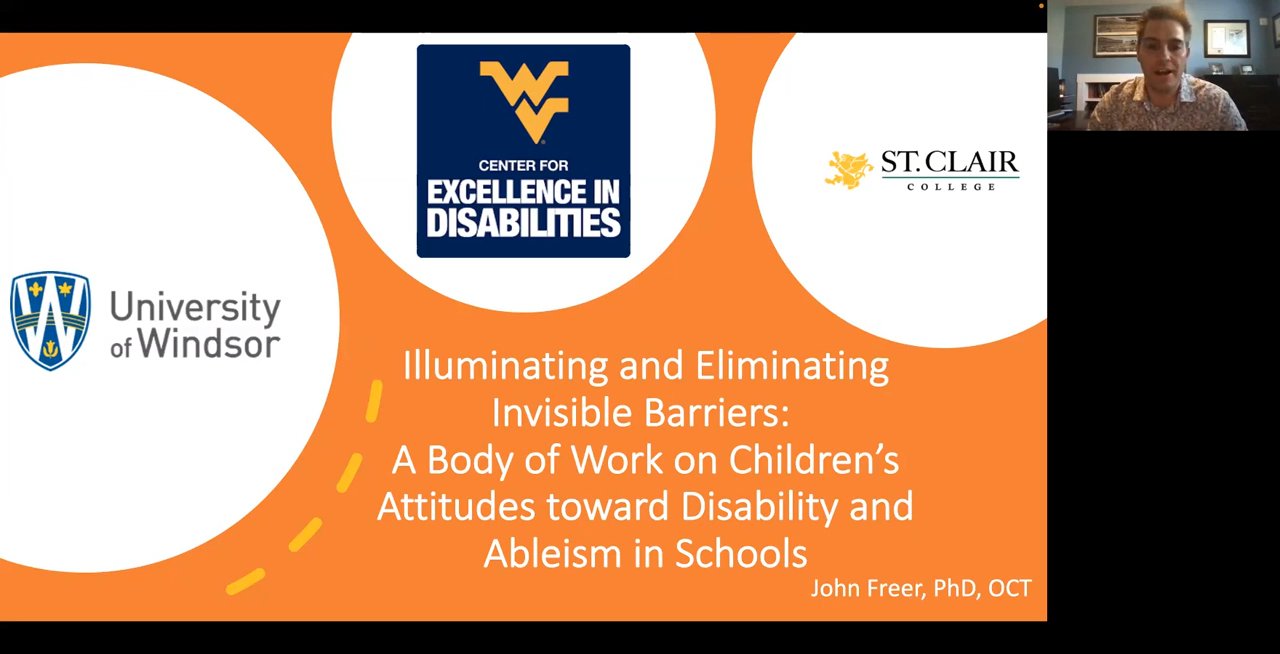 WV
CENTER FOR
EXCELLENCE IN
DISABILITIES
ST. CLAIR
COLLEGE
University
of Windsor
Illuminating and Eliminating
Invisible Barriers:
A Body of Work on Children's
Attitudes toward Disability and
Ableism in Schools
John Freer, PhD, OCT